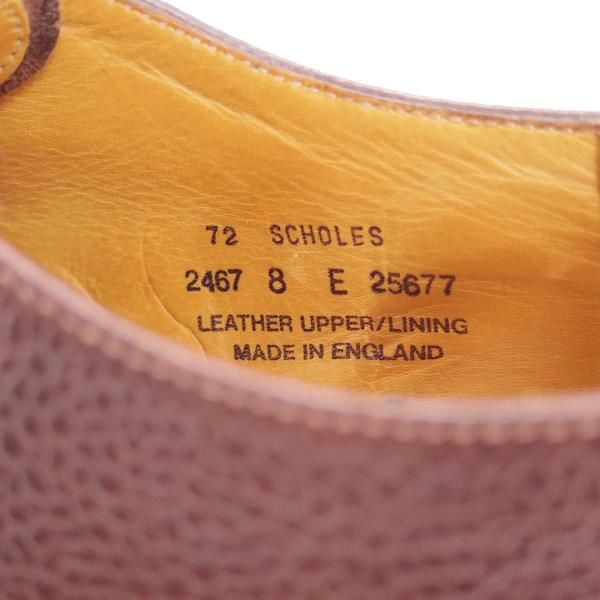 72 SCHOLES
2467 8 E 25677
LEATHER UPPER/LINING
MADE IN ENGLAND